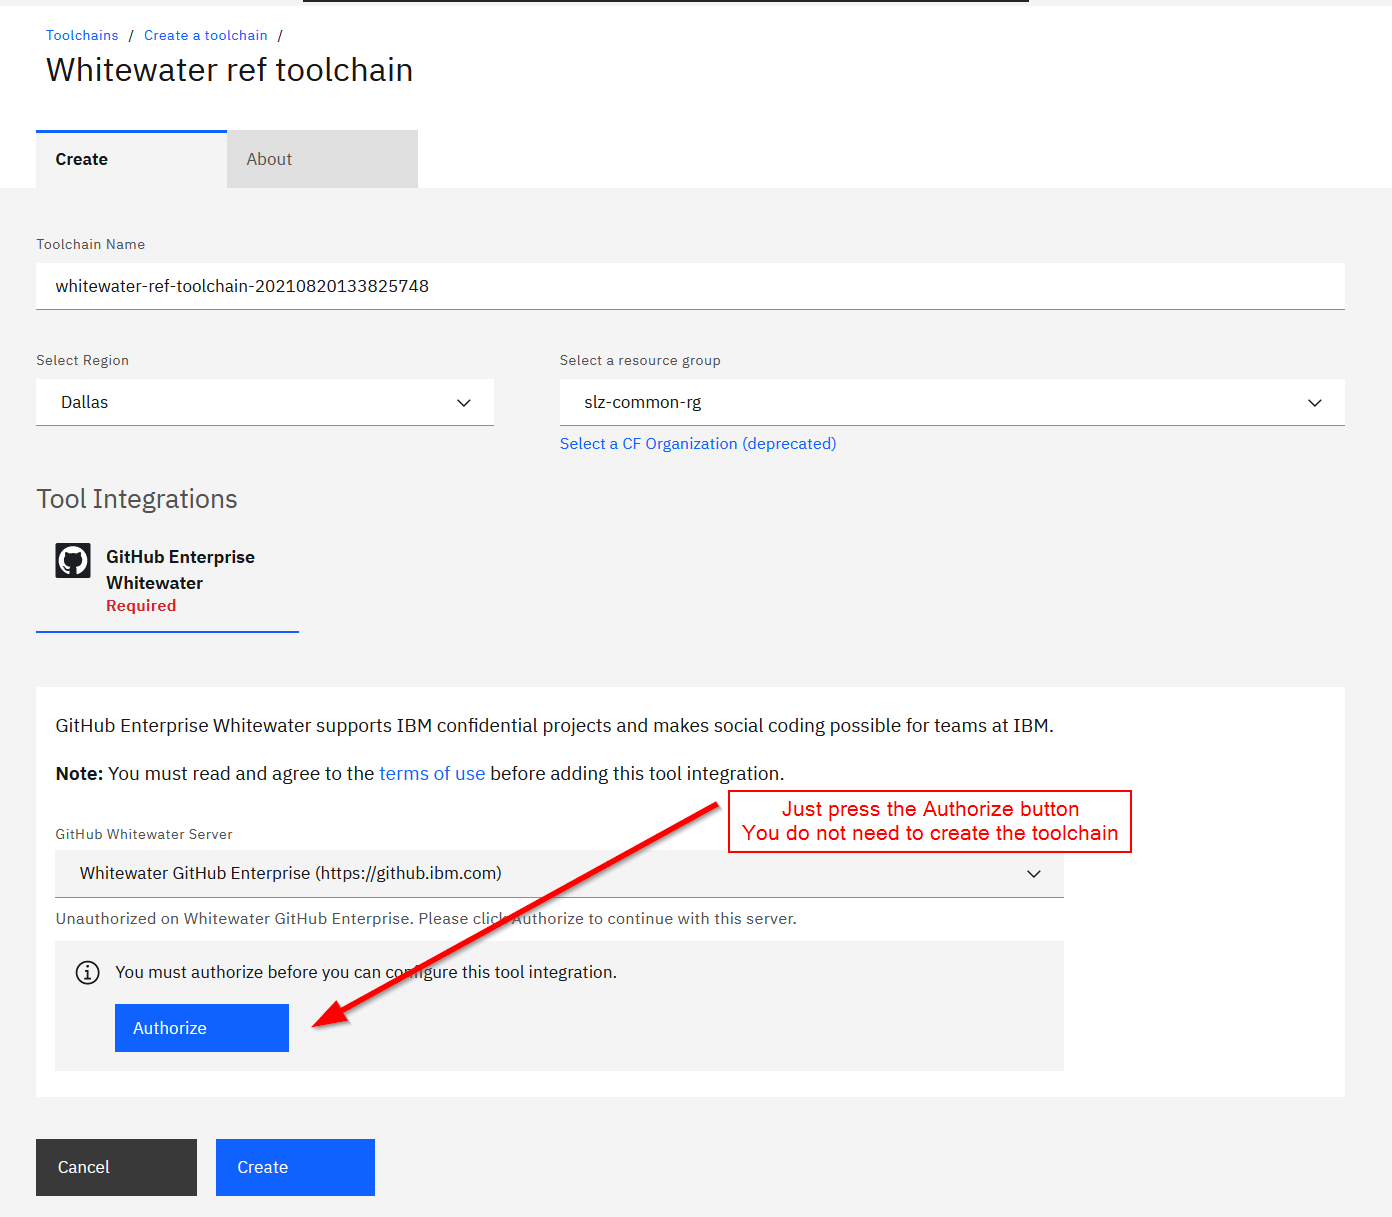 Toolchains / Create a toolchain /
Whitewater ref toolchain
Create About
Toolchain Name
whitewater-ref-toolchain-20210820133825748
Select Region
Dallas
Select a resource group
slz-common-rg
Select a CF Organization (deprecated)
Tool Integrations
GitHub Enterprise
Whitewater
Required
GitHub Enterprise Whitewater supports IBM confidential projects and makes social coding possible for teams at IBM.
Note: You must read and agree to the terms of use before adding this tool integration.
Just press the Authorize button
You do not need to create the toolchain
GitHub Whitewater Server
Whitewater GitHub Enterprise (https://github.ibm.com)
Unauthorized on Whitewater GitHub Enterprise. Please click Authorize to continue with this server.
You must authorize before you can configure this tool integration.
Authorize
Cancel Create